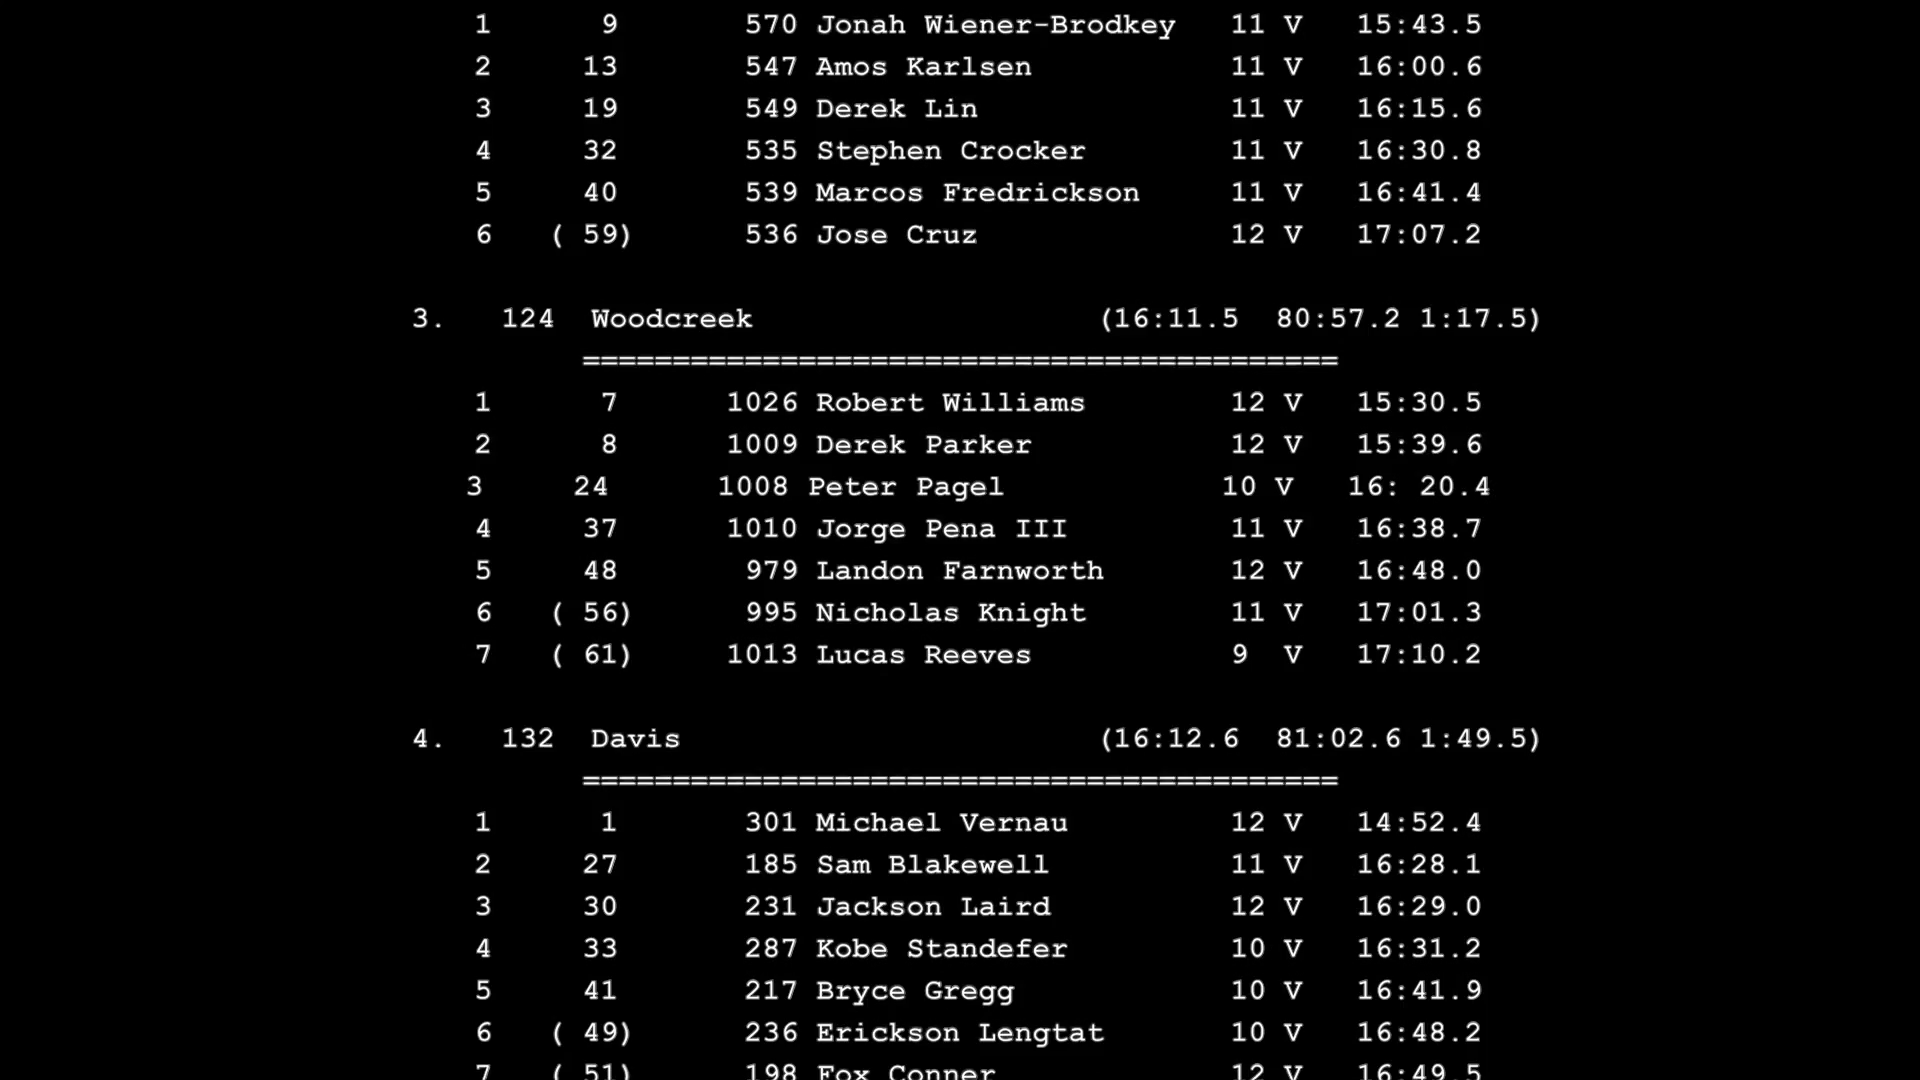 1 9 570 Jonah Wiener-Brodkey 11 V 15:43.5
2 13 547 Amos Karlsen 11 V 16:00.6
3 19 549 Derek Lin 11 V 16:15.6
4 32 535 Stephen Crocker 11 V 16:30.8
5 40 539 Marcos Fredrickson 11 V 16:41.4
6 ( 59) 536 Jose Cruz 12 V 17:07.2
3. 124 Woodcreek (16:11.5 80:57.2 1:17.5)
==========================================
1 7 1026 Robert Williams 12 V 15:30.5
2 8 1009 Derek Parker 12 V 15:39.6
3 24 1008 Peter Pagel 10 V 16: 20.4
4 37 1010 Jorge Pena III 11 V 16:38.7
5 48 979 Landon Farnworth 12 V 16:48.0
6 ( 56) 995 Nicholas Knight 11 V 17:01.3
7 ( 61) 1013 Lucas Reeves 9 V 17:10.2
4. 132 Davis (16:12.6 81:02.6 1:49.5)
==========================================
1 1 301 Michael Vernau 12 V 14:52.4
2 27 185 Sam Blakewell 11 V 16:28.1
3 30 231 Jackson Laird 12 V 16:29.0
4 33 287 Kobe Standefer 10 V 16:31.2
5 41 217 Bryce Gregg 10 V 16:41.9
6 ( 49) 236 Erickson Lengtat 10 V 16:48.2
7 ( 51) 198 Fox Conner 12 V 16:49.5